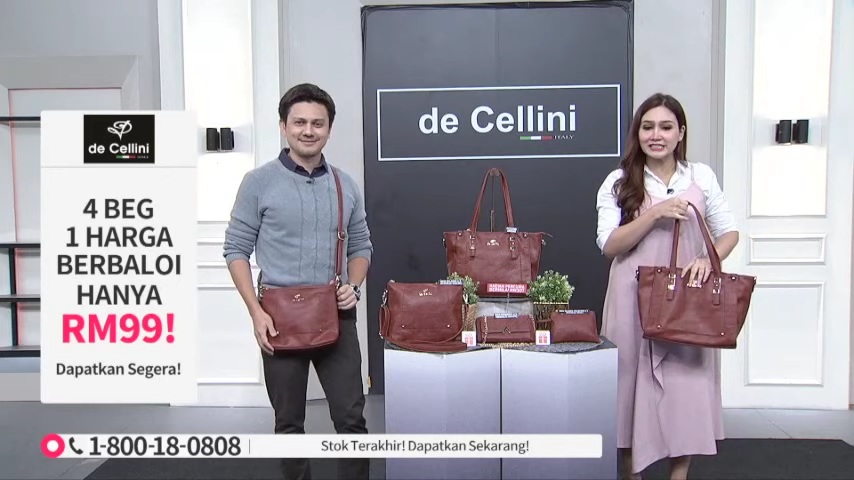 de Cellini
ITALY
4 BEG
1 HARGA
BERBALOI
HANYA
RM99!
Dapatkan Segera!
de Cellini
ITALY
1-800-18-0808
Stok Terakhir! Dapatkan Sekarang!